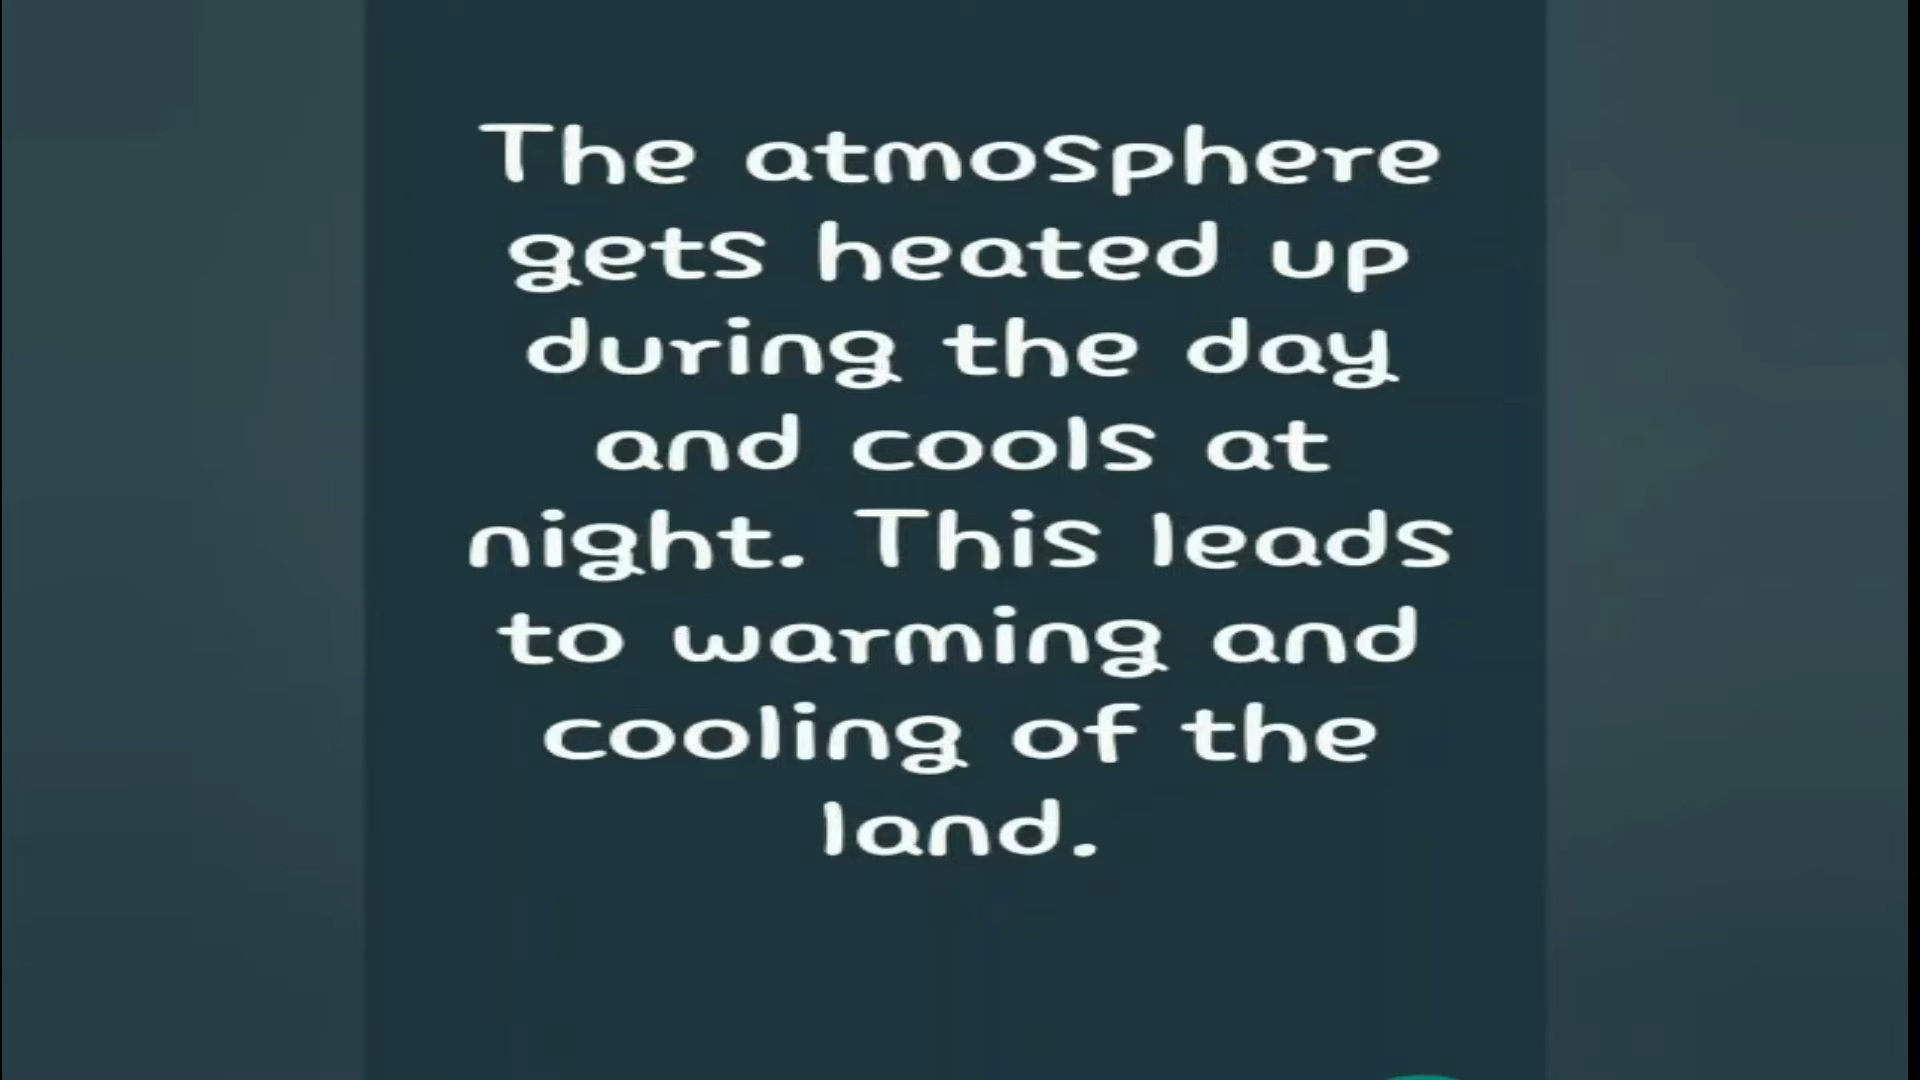 The atmosphere
gets heated up
during the day
and cools at
night. This leads
to warming and
cooling of the
land.